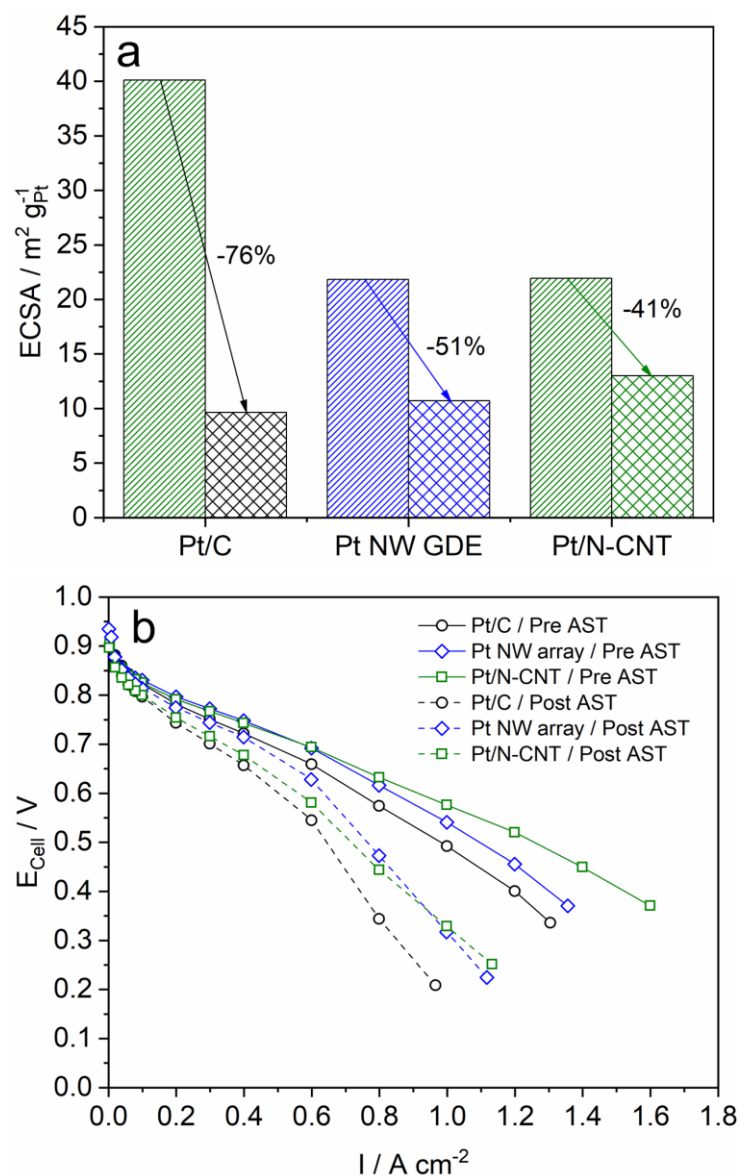 a
45
40
35
30
25
20
15
10
5
0
ECSA / m² g⁻¹Pt
-76%
-51%
-41%
Pt/C Pt NW GDE Pt/N-CNT
b
1.0
0.9
0.8
0.7
0.6
0.5
0.4
0.3
0.2
0.1
0.0
E_Cell / V
Pt/C / Pre AST
Pt NW array / Pre AST
Pt/N-CNT / Pre AST
Pt/C / Post AST
Pt NW array / Post AST
Pt/N-CNT / Post AST
0.0 0.2 0.4 0.6 0.8 1.0 1.2 1.4 1.6 1.8
I / A cm⁻²